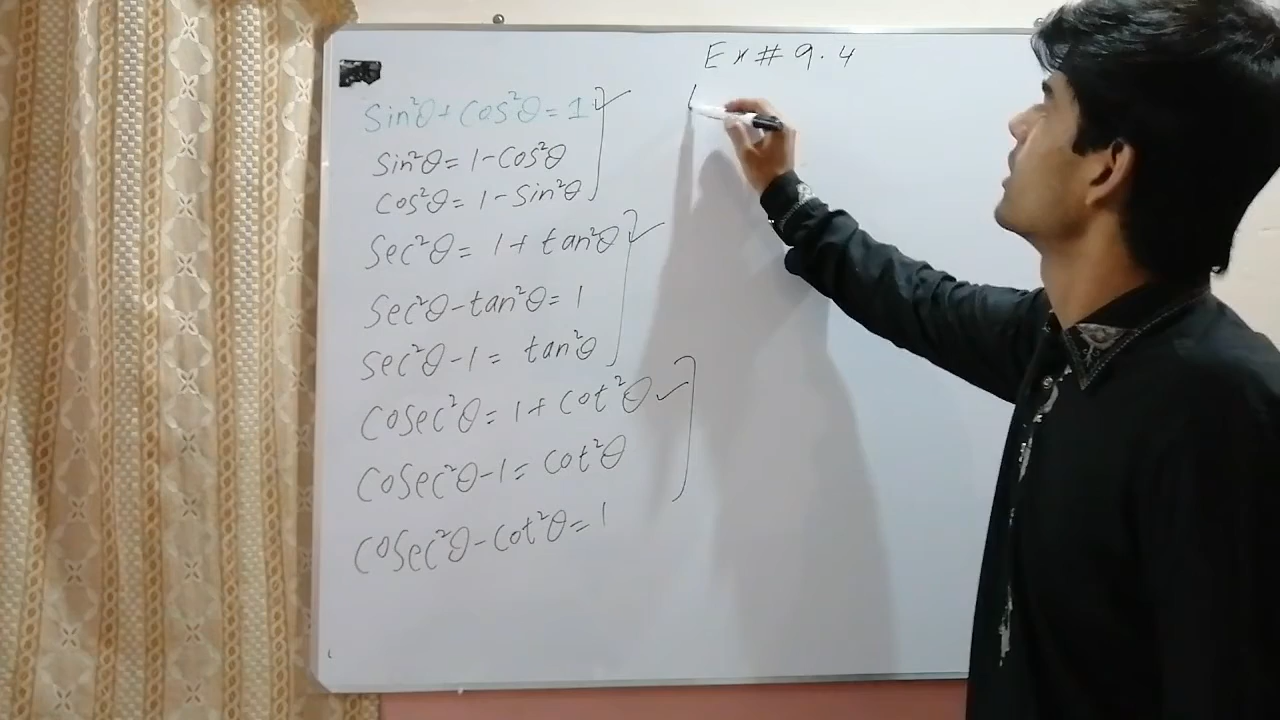 Ex # 9.4
Sin²θ + Cos²θ = 1
Sin²θ = 1 - Cos²θ
Cos²θ = 1 - Sin²θ
Sec²θ = 1 + tan²θ
Sec²θ - tan²θ = 1
Sec²θ - 1 = tan²θ
Cosec²θ = 1 + Cot²θ
Cosec²θ - 1 = Cot²θ
Cosec²θ - Cot²θ = 1